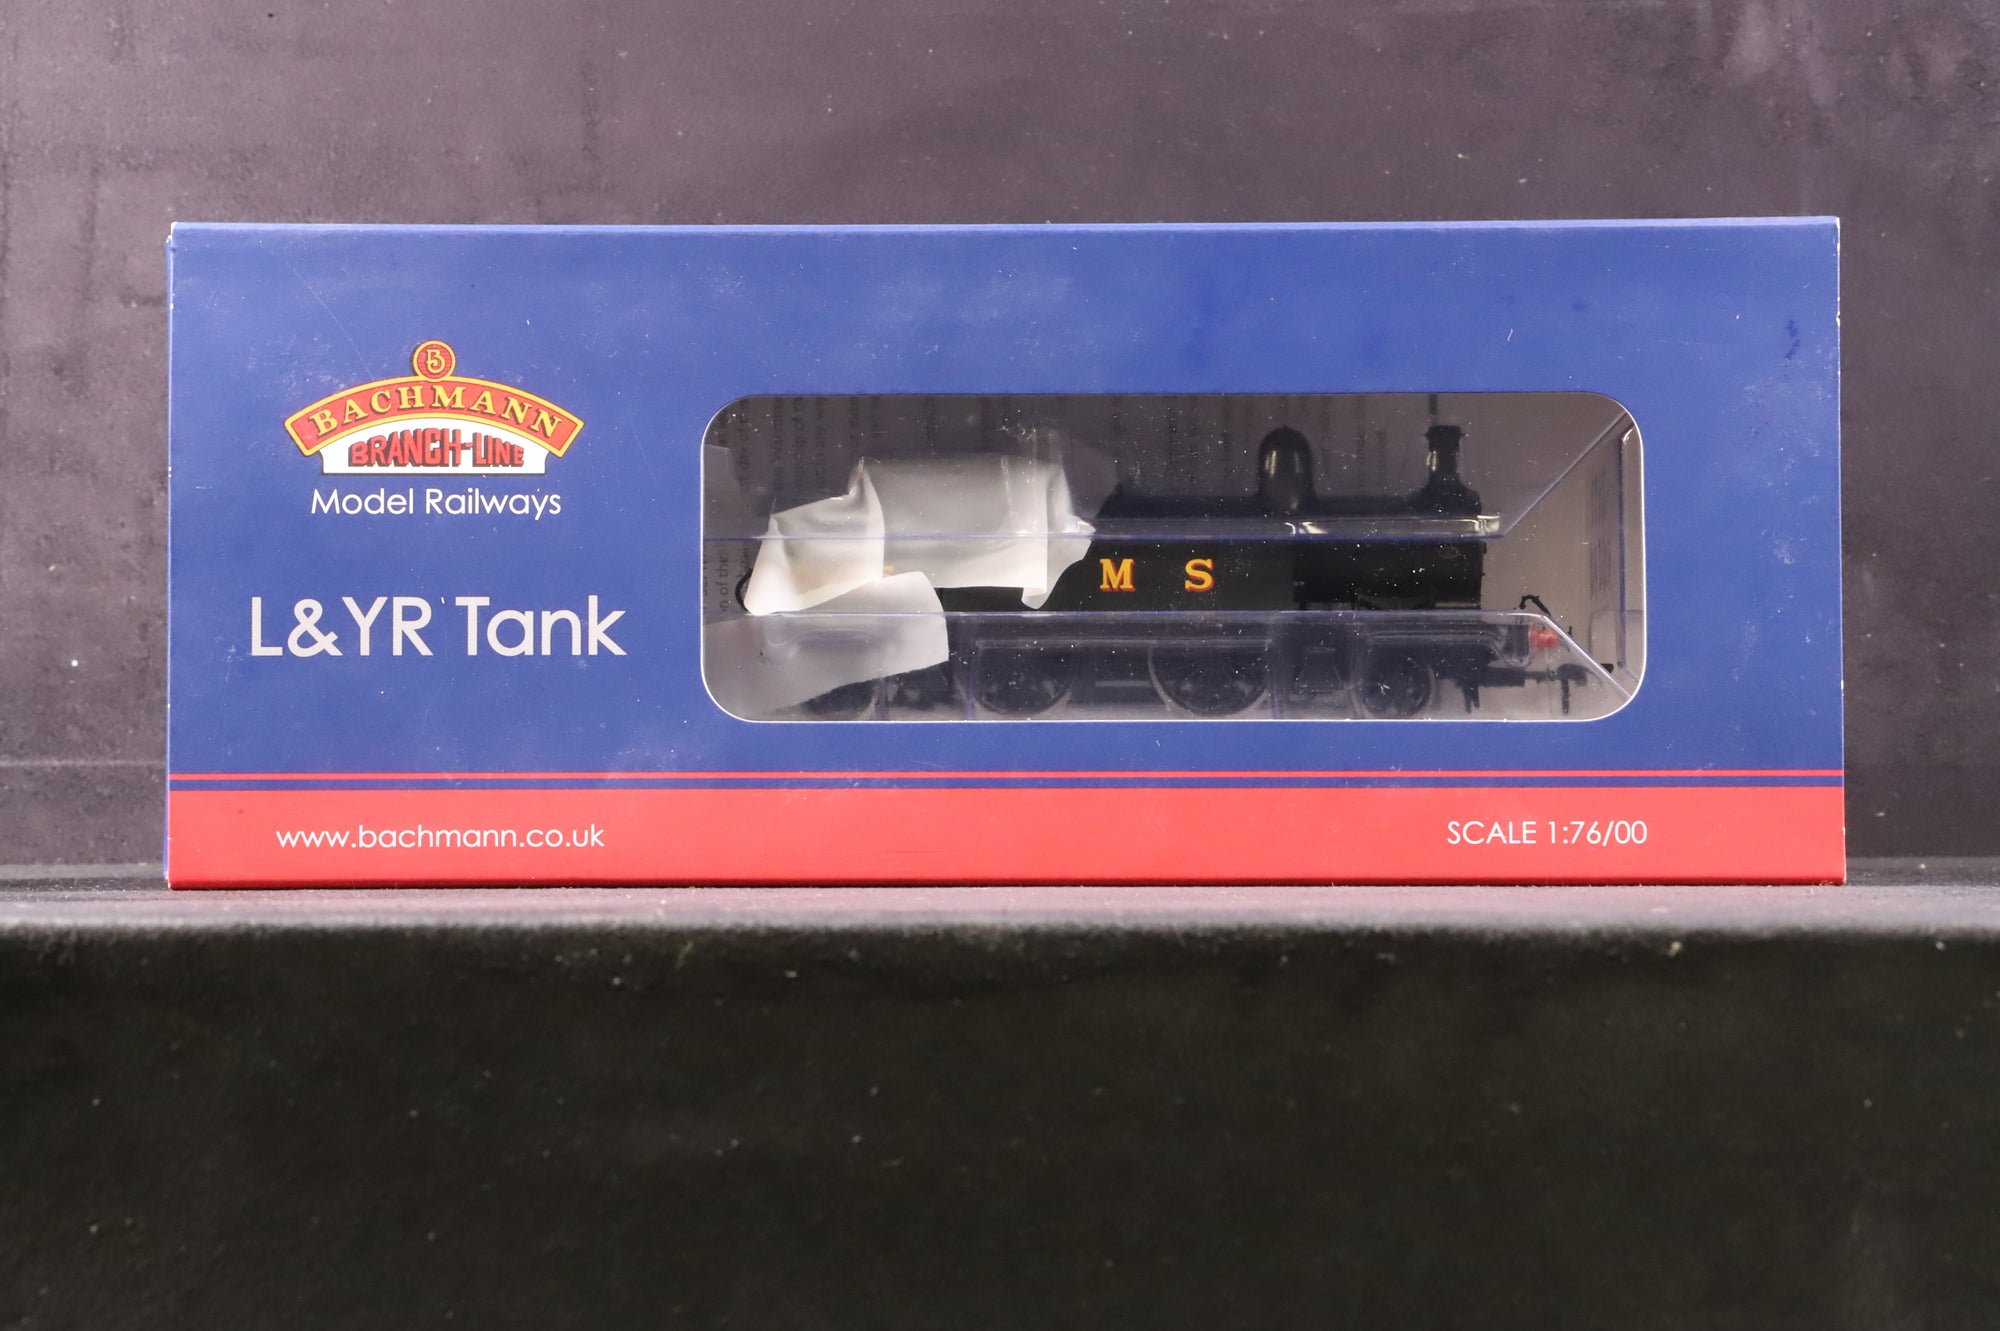 B
BACHMANN
BRANCH-LINE
Model Railways
L&YR Tank
M S
www.bachmann.co.uk
SCALE 1:76/00